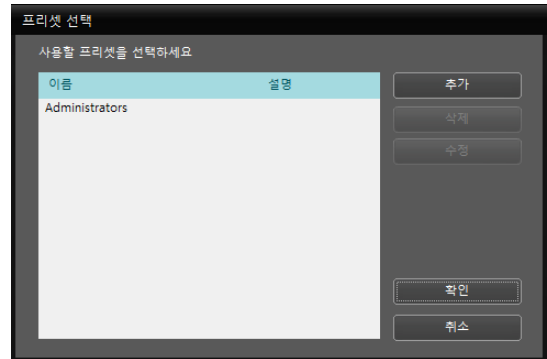 프리셋 선택
사용할 프리셋을 선택하세요
이름 설명
Administrators
추가
삭제
수정
확인
취소